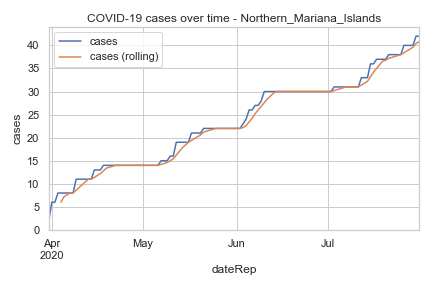 COVID-19 cases over time - Northern_Mariana_Islands
cases
cases (rolling)
cases
40
35
30
25
20
15
10
5
0
Apr
2020
May
Jun
Jul
dateRep